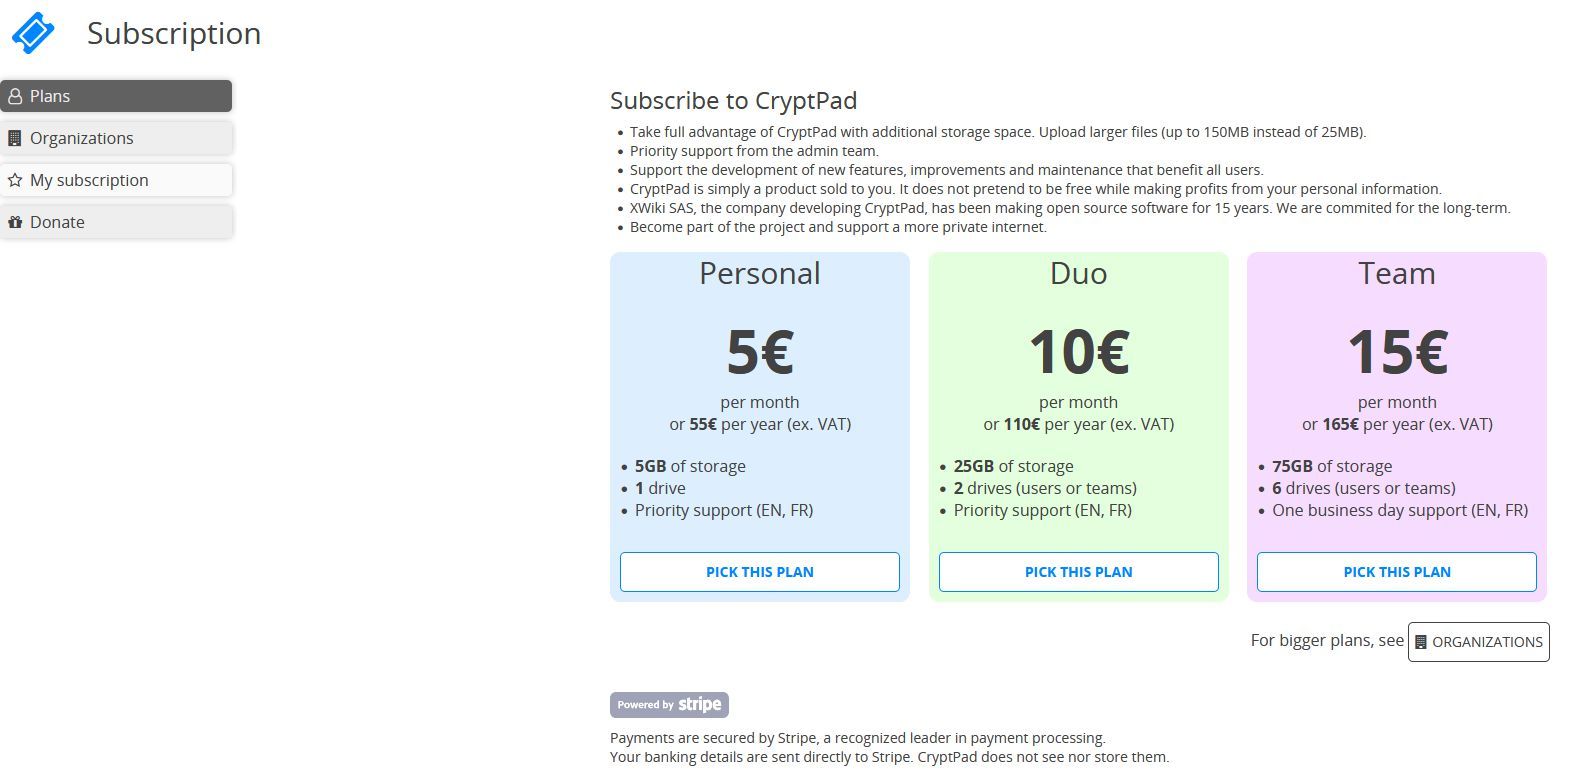 Subscription
Plans
Organizations
My subscription
Donate
Subscribe to CryptPad
Take full advantage of CryptPad with additional storage space. Upload larger files (up to 150MB instead of 25MB).
Priority support from the admin team.
Support the development of new features, improvements and maintenance that benefit all users.
CryptPad is simply a product sold to you. It does not pretend to be free while making profits from your personal information.
XWiki SAS, the company developing CryptPad, has been making open source software for 15 years. We are commited for the long-term.
Become part of the project and support a more private internet.
Personal
5€
per month
or 55€ per year (ex. VAT)
5GB of storage
1 drive
Priority support (EN, FR)
PICK THIS PLAN
Duo
10€
per month
or 110€ per year (ex. VAT)
25GB of storage
2 drives (users or teams)
Priority support (EN, FR)
PICK THIS PLAN
Team
15€
per month
or 165€ per year (ex. VAT)
75GB of storage
6 drives (users or teams)
One business day support (EN, FR)
PICK THIS PLAN
For bigger plans, see ORGANIZATIONS
Powered by stripe
Payments are secured by Stripe, a recognized leader in payment processing.
Your banking details are sent directly to Stripe. CryptPad does not see nor store them.